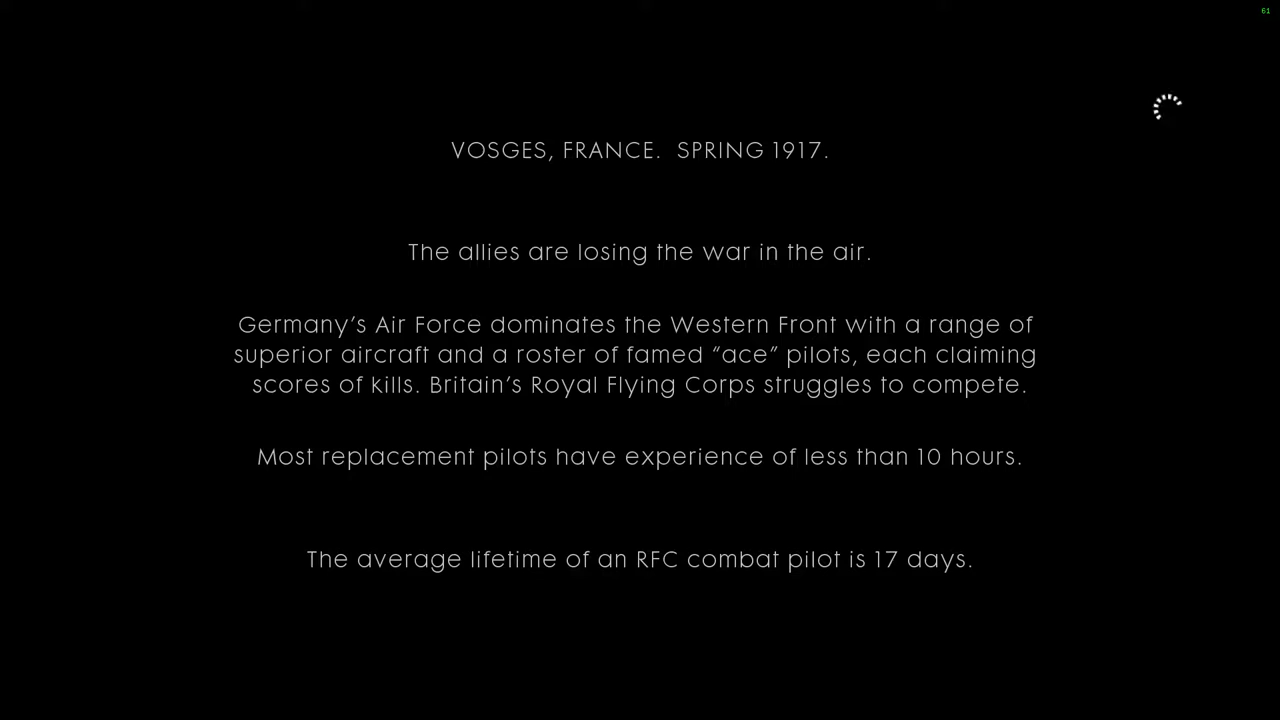 61
VOSGES, FRANCE.  SPRING 1917.
The allies are losing the war in the air.
Germany's Air Force dominates the Western Front with a range of
superior aircraft and a roster of famed “ace” pilots, each claiming
scores of kills. Britain's Royal Flying Corps struggles to compete.
Most replacement pilots have experience of less than 10 hours.
The average lifetime of an RFC combat pilot is 17 days.